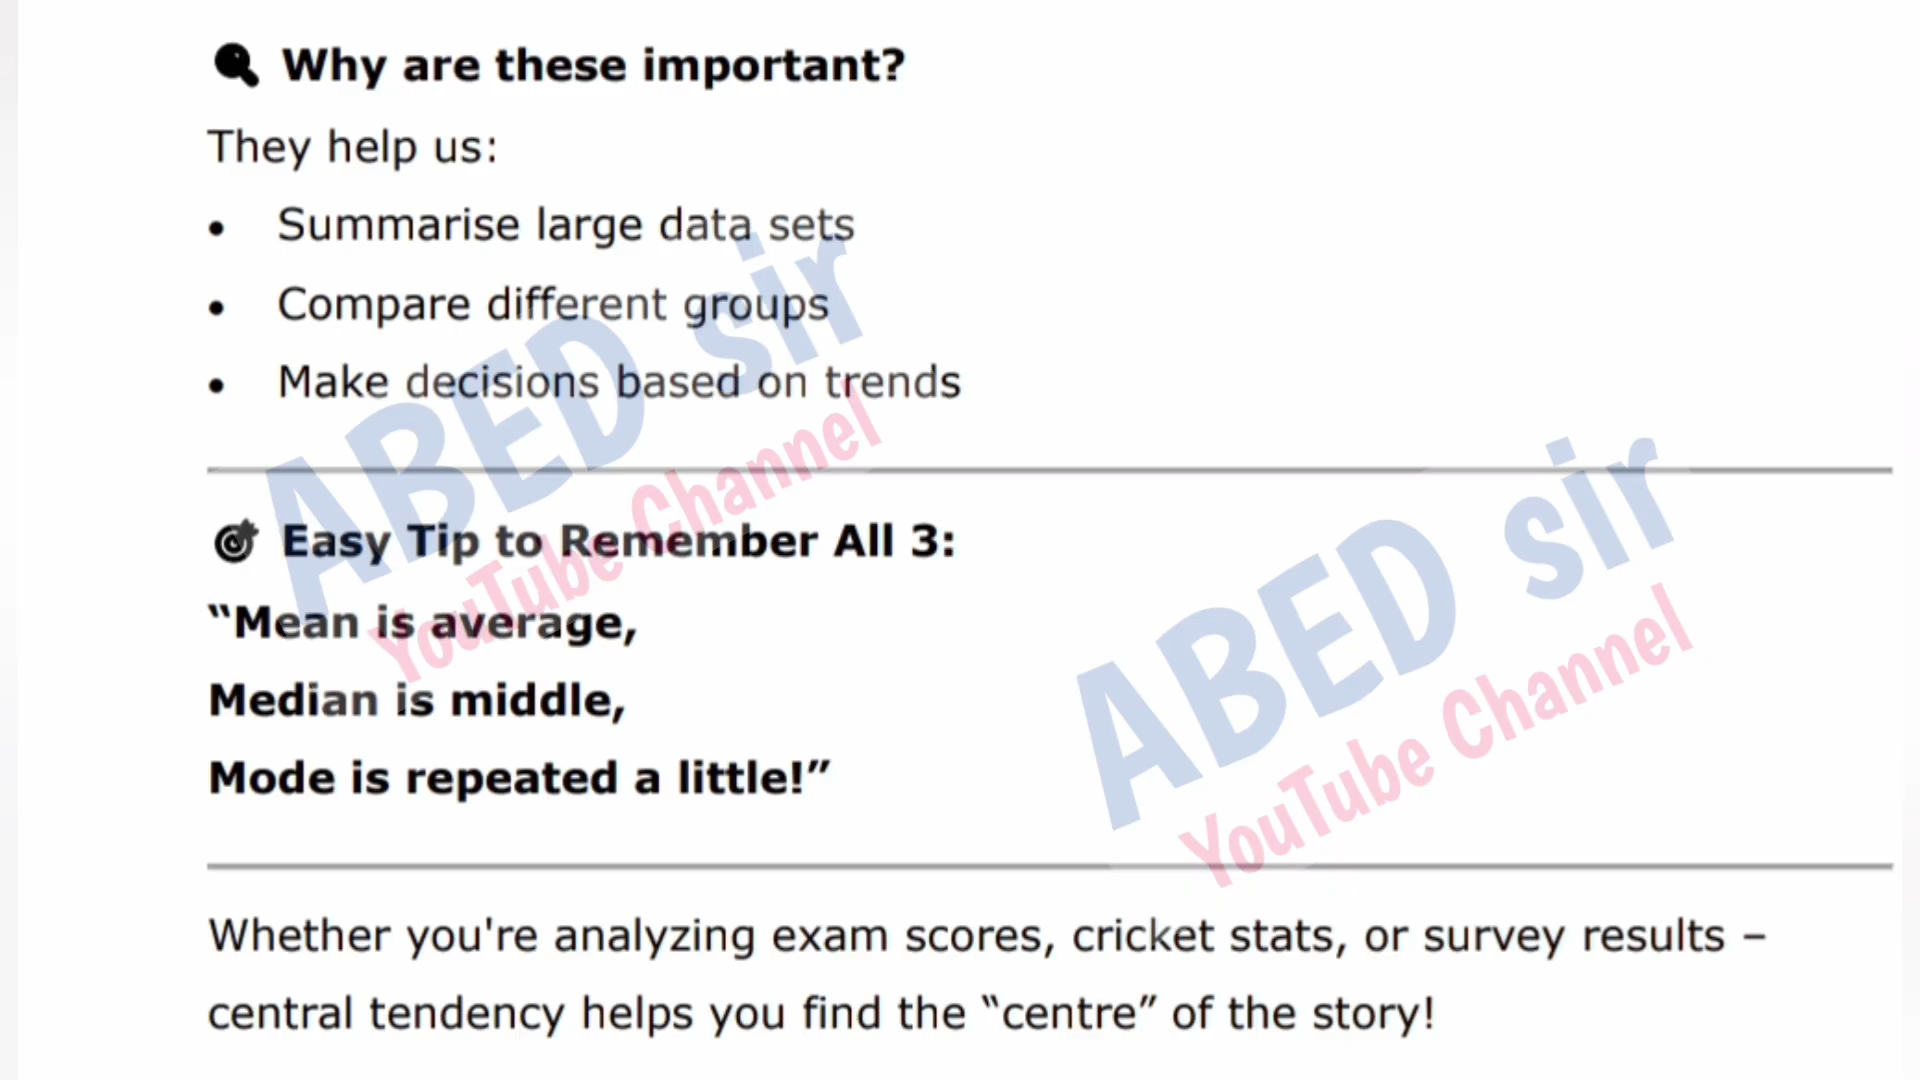 Why are these important?
They help us:
• Summarise large data sets
• Compare different groups
• Make decisions based on trends
Easy Tip to Remember All 3:
“Mean is average,
Median is middle,
Mode is repeated a little!”
Whether you're analyzing exam scores, cricket stats, or survey results –
central tendency helps you find the “centre” of the story!
ABED sir
YouTube Channel
ABED sir
YouTube Channel